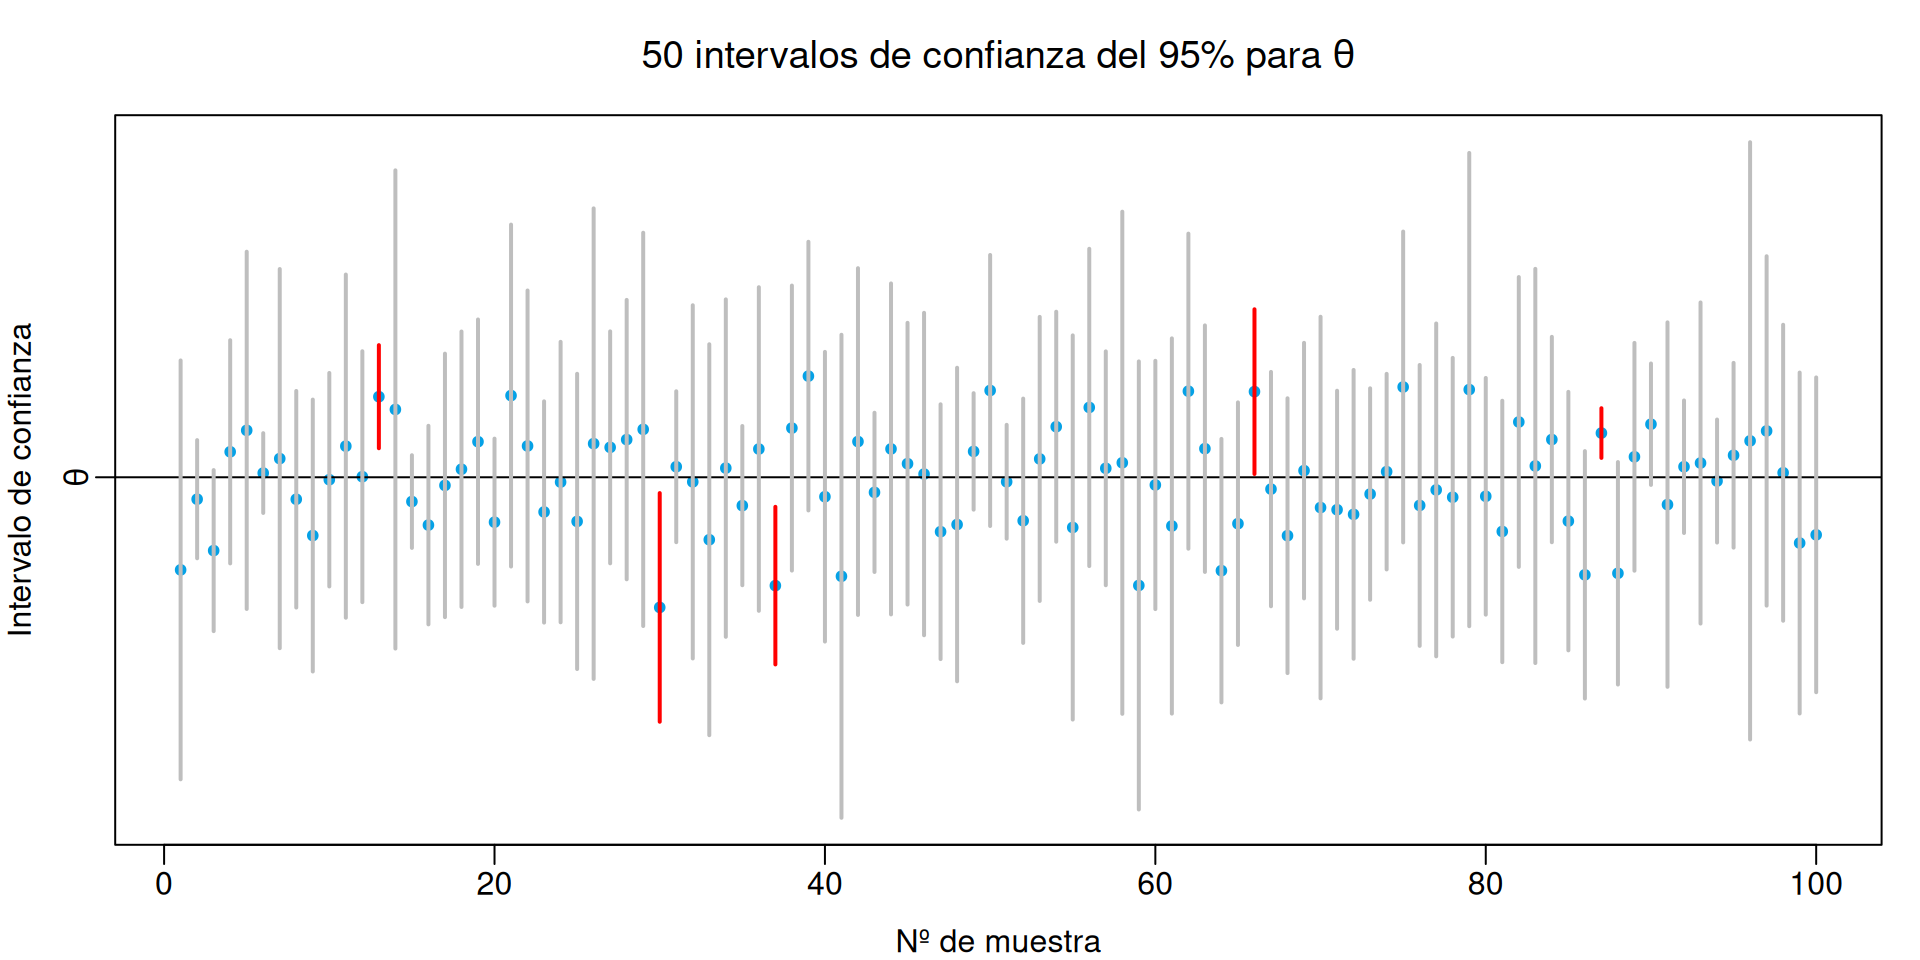 50 intervalos de confianza del 95% para θ
Intervalo de confianza
θ
0 20 40 60 80 100
Nº de muestra